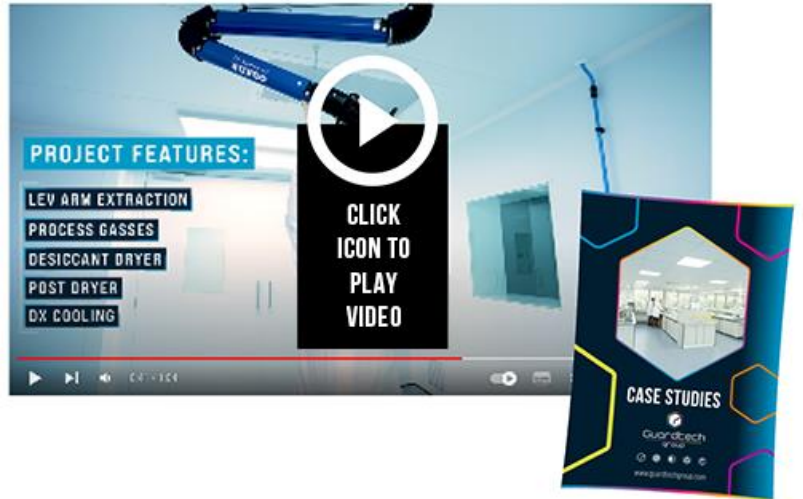 PROJECT FEATURES:
LEV ARM EXTRACTION
PROCESS GASSES
DESICCANT DRYER
POST DRYER
DX COOLING
CLICK
ICON TO
PLAY
VIDEO
CASE STUDIES
Guardtech
group
www.guardtechgroup.com